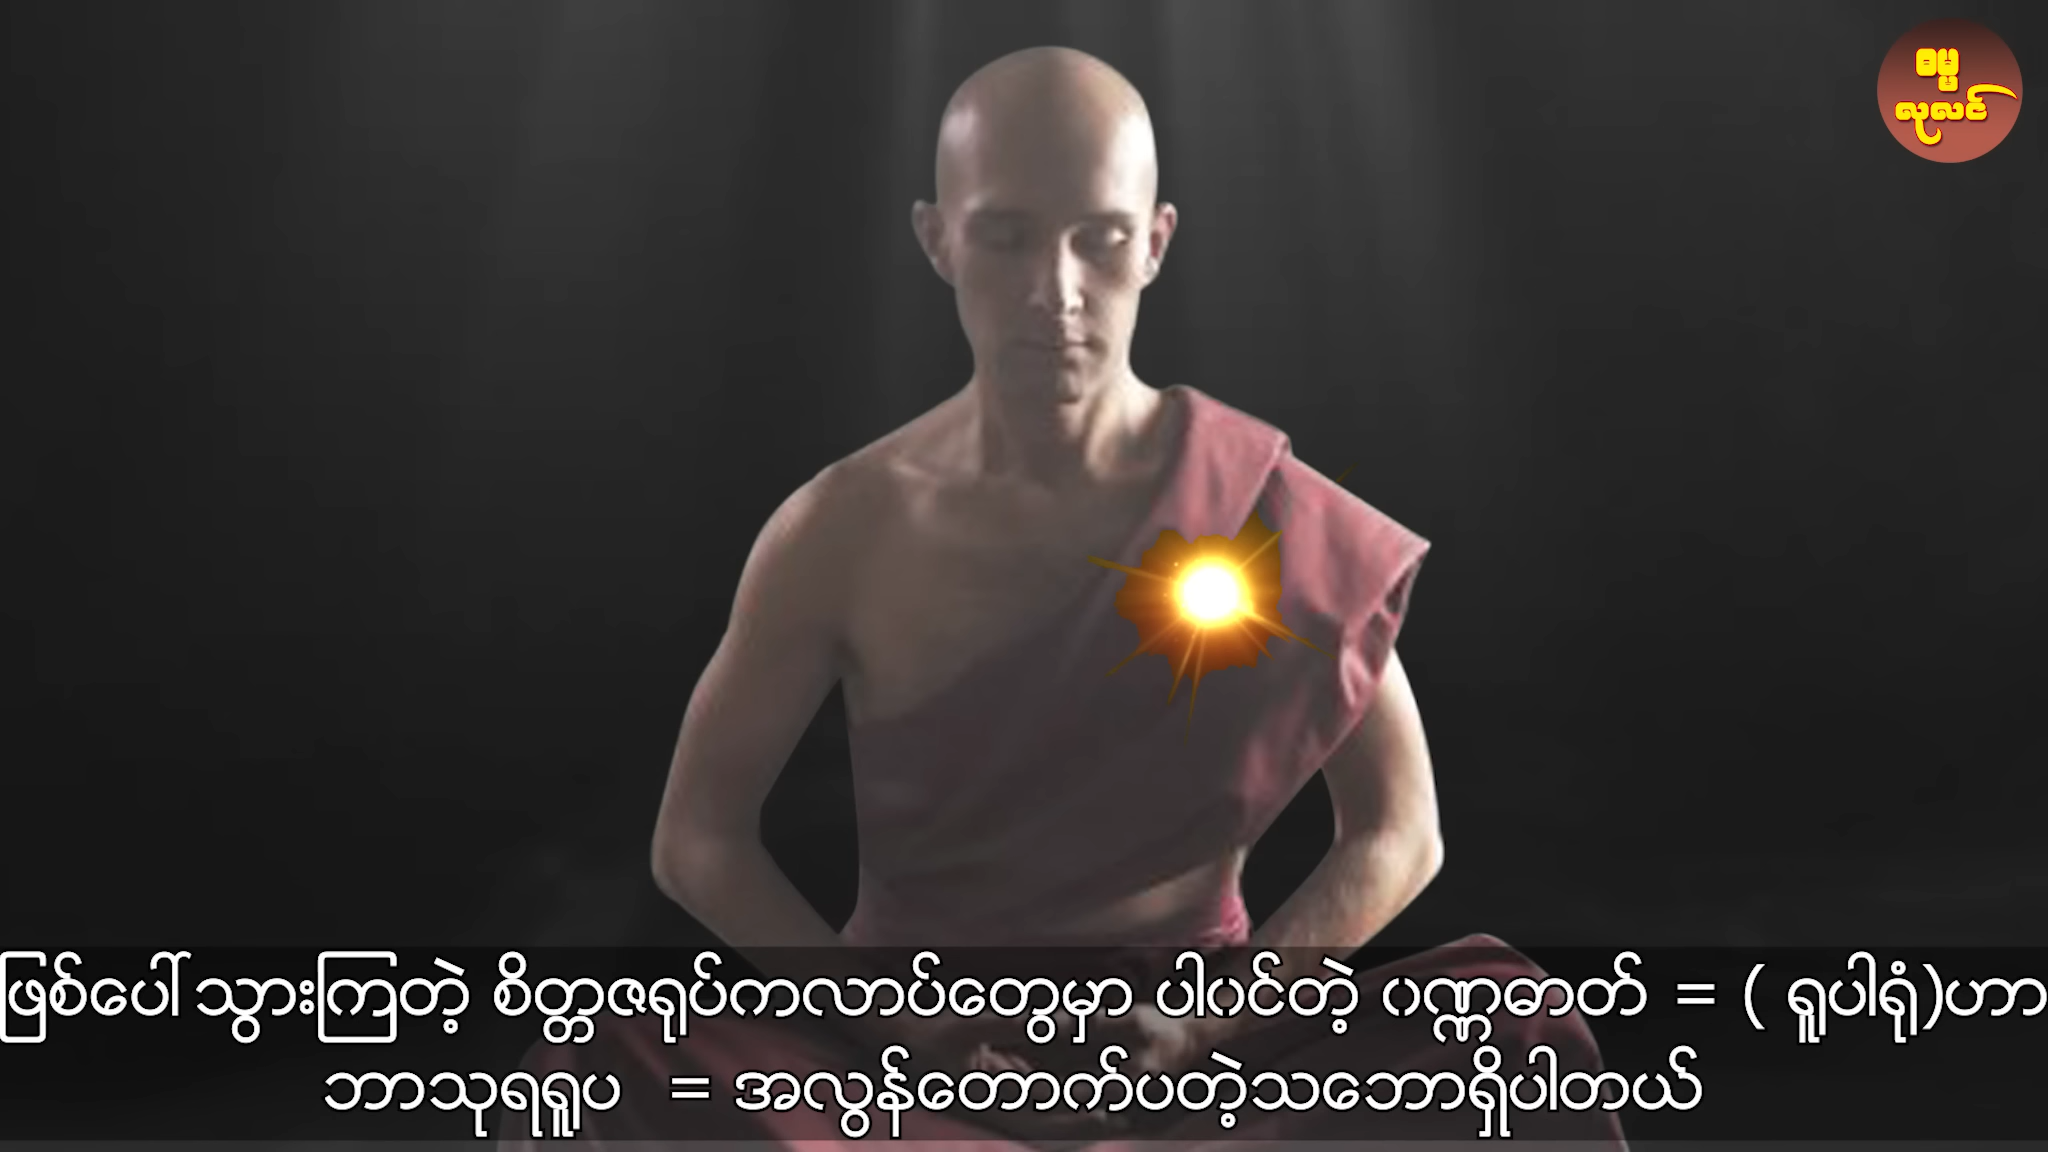 ဓမ္မ
လုလင်
ဖြစ်ပေါ်သွားကြတဲ့ စိတ္တဇရုပ်ကလာပ်တွေမှာ ပါဝင်တဲ့ ဝဏ္ဏဓာတ် = ( ရူပါရုံ)ဟာ
ဘာသုရရူပ = အလွန်တောက်ပတဲ့သဘောရှိပါတယ်